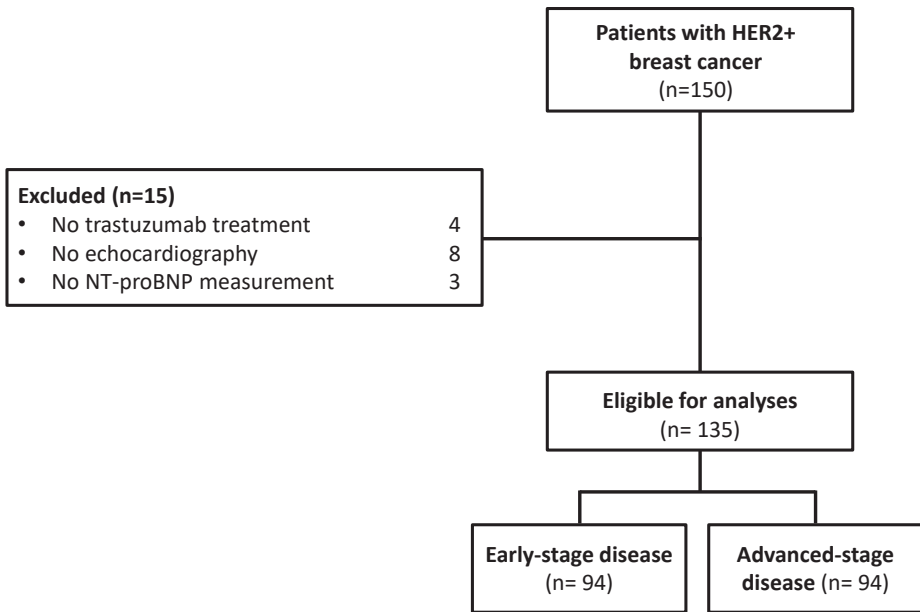 Patients with HER2+
breast cancer
(n=150)
Excluded (n=15)
• No trastuzumab treatment 4
• No echocardiography 8
• No NT-proBNP measurement 3
Eligible for analyses
(n= 135)
Early-stage disease
(n= 94)
Advanced-stage
disease (n= 94)